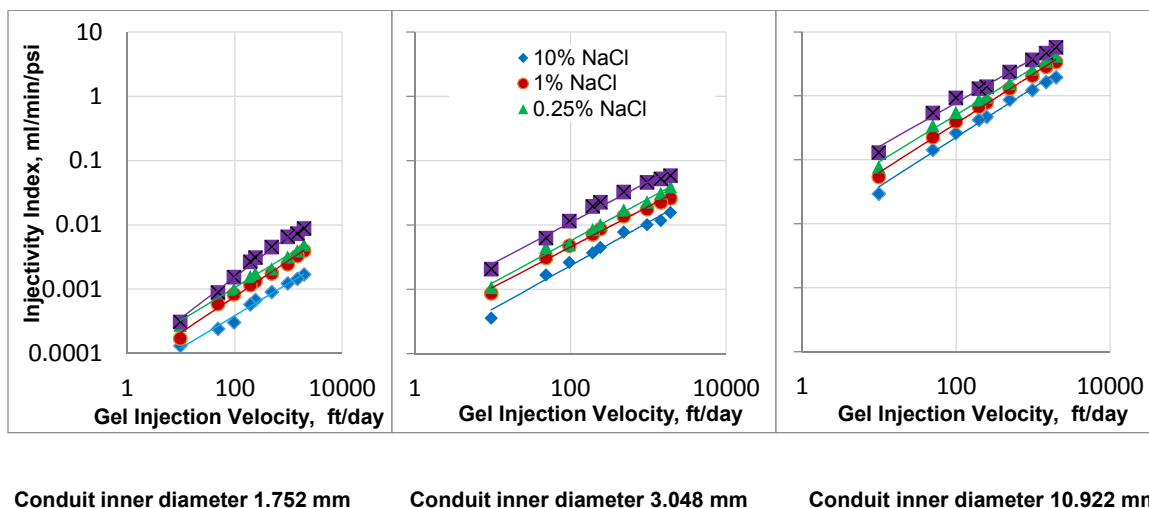 Injectivity Index, ml/min/psi
10
1
0.1
0.01
0.001
0.0001
10% NaCl
1% NaCl
0.25% NaCl
1 100 10000
1 100 10000
1 100 10000
Gel Injection Velocity, ft/day
Gel Injection Velocity, ft/day
Gel Injection Velocity, ft/day
Conduit inner diameter 1.752 mm
Conduit inner diameter 3.048 mm
Conduit inner diameter 10.922 mm